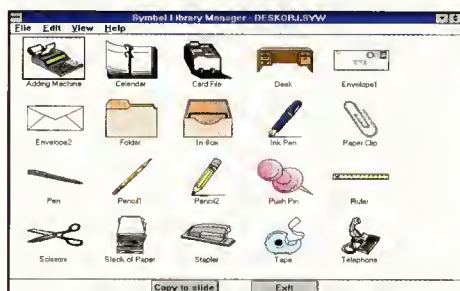 Symbol Library Manager - DESKOBJ.SYW
File Edit View Help
Adding Machine Calendar Card File Desk Envelope1
Envelope2 Folder In Box Ink Pen Paper Clip
Pen Pencil1 Pencil2 Push Pin Ruler
Scissors Stack of Paper Stapler Tape Telephone
Copy to slide Exit